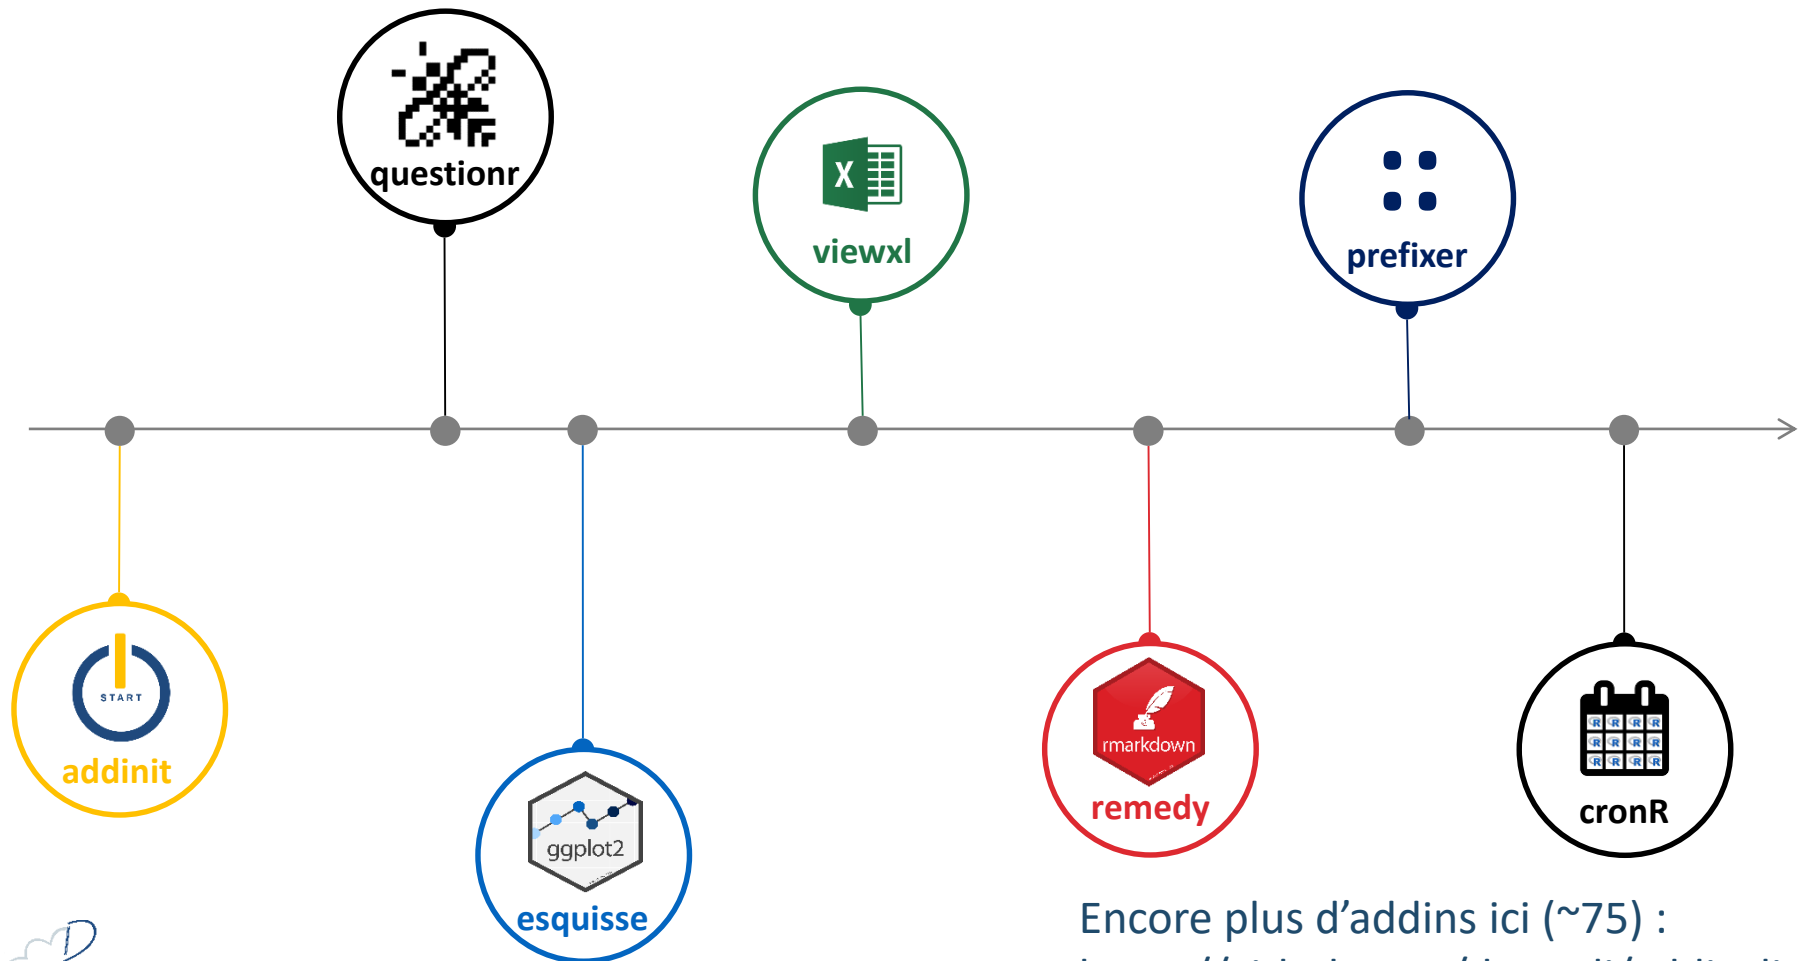 questionr
X
viewxl
prefixer
START
addinit
ggplot2
esquisse
rmarkdown
remedy
R R R R
R R R R
R R R R
cronR
Encore plus d’addins ici (~75) :
D